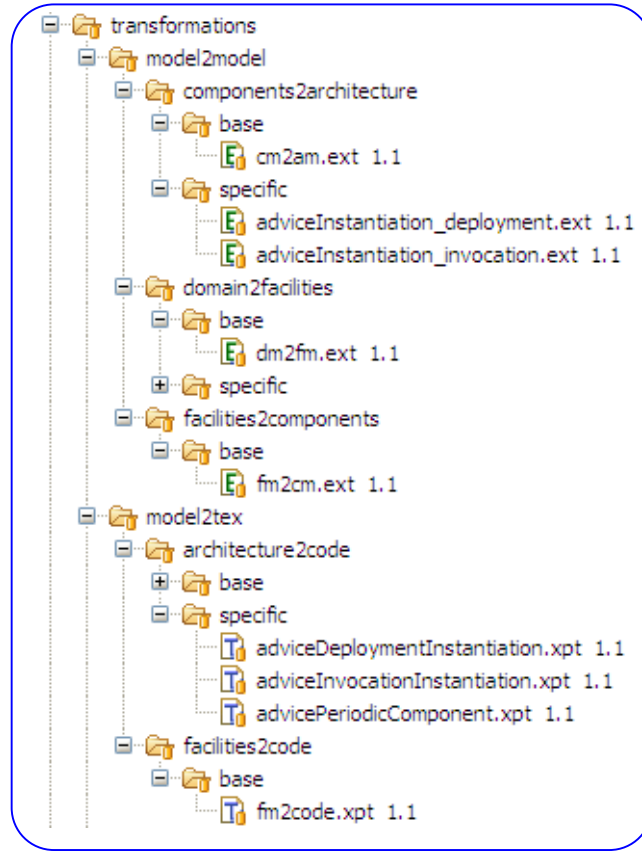 transformations
model2model
components2architecture
base
cm2am.ext 1.1
specific
adviceInstantiation_deployment.ext 1.1
adviceInstantiation_invocation.ext 1.1
domain2facilities
base
dm2fm.ext 1.1
specific
facilities2components
base
fm2cm.ext 1.1
model2tex
architecture2code
base
specific
adviceDeploymentInstantiation.xpt 1.1
adviceInvocationInstantiation.xpt 1.1
advicePeriodicComponent.xpt 1.1
facilities2code
base
fm2code.xpt 1.1